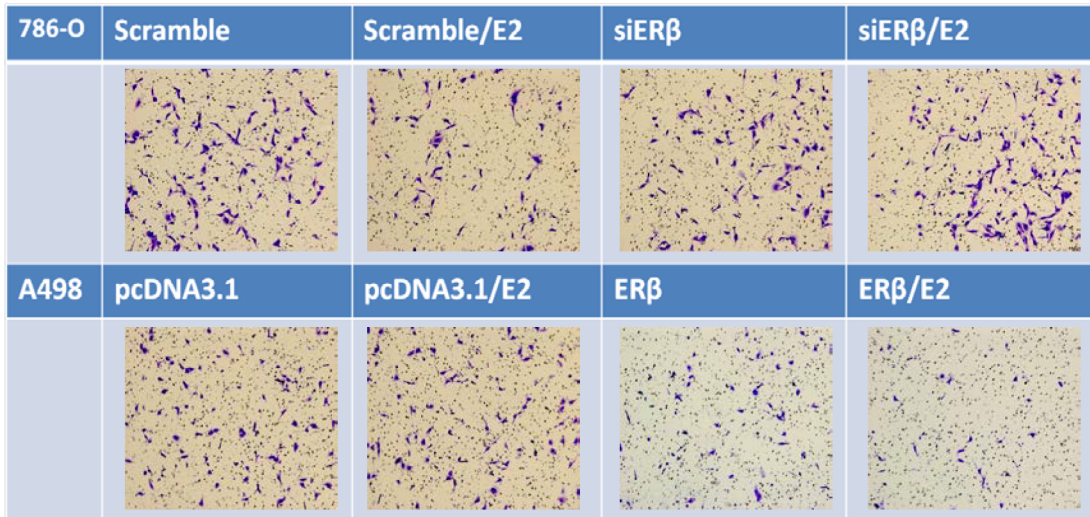 786-O Scramble Scramble/E2 siERβ siERβ/E2
A498 pcDNA3.1 pcDNA3.1/E2 ERβ ERβ/E2